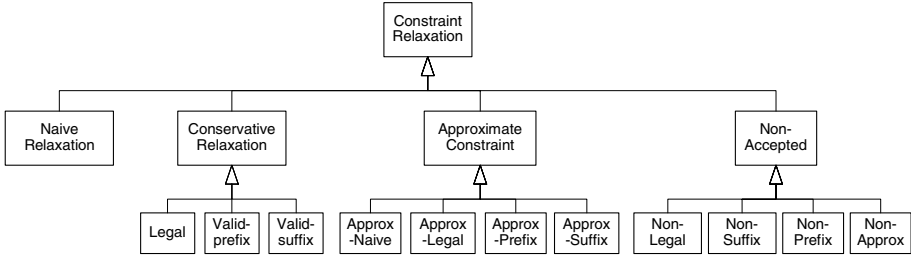 Constraint
Relaxation
Naive
Relaxation
Conservative
Relaxation
Approximate
Constraint
Non-
Accepted
Legal
Valid-
prefix
Valid-
suffix
Approx
-Naive
Approx
-Legal
Approx
-Prefix
Approx
-Suffix
Non-
Legal
Non-
Suffix
Non-
Prefix
Non-
Approx